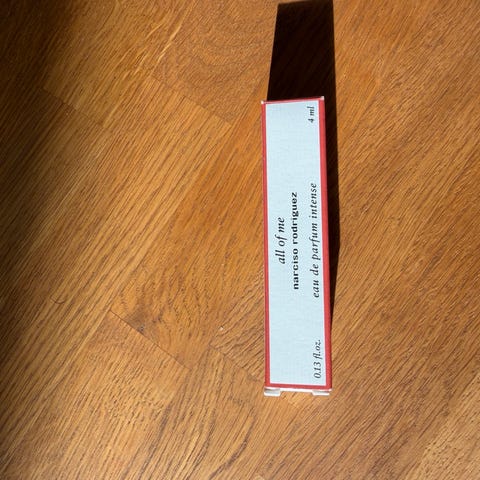 all of me
narciso rodriguez
eau de parfum intense
0.13 fl.oz.
4 ml